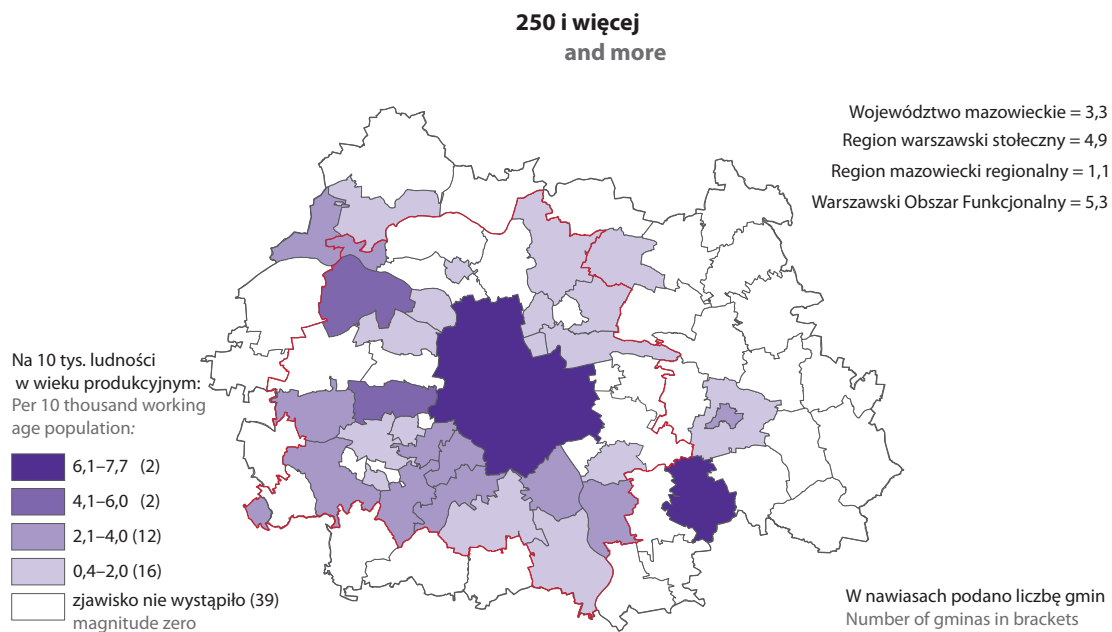 250 i więcej
and more
Województwo mazowieckie = 3,3
Region warszawski stołeczny = 4,9
Region mazowiecki regionalny = 1,1
Warszawski Obszar Funkcjonalny = 5,3
Na 10 tys. ludności
w wieku produkcyjnym:
Per 10 thousand working
age population:
6,1–7,7 (2)
4,1–6,0 (2)
2,1–4,0 (12)
0,4–2,0 (16)
zjawisko nie wystąpiło (39)
magnitude zero
W nawiasach podano liczbę gmin
Number of gminas in brackets